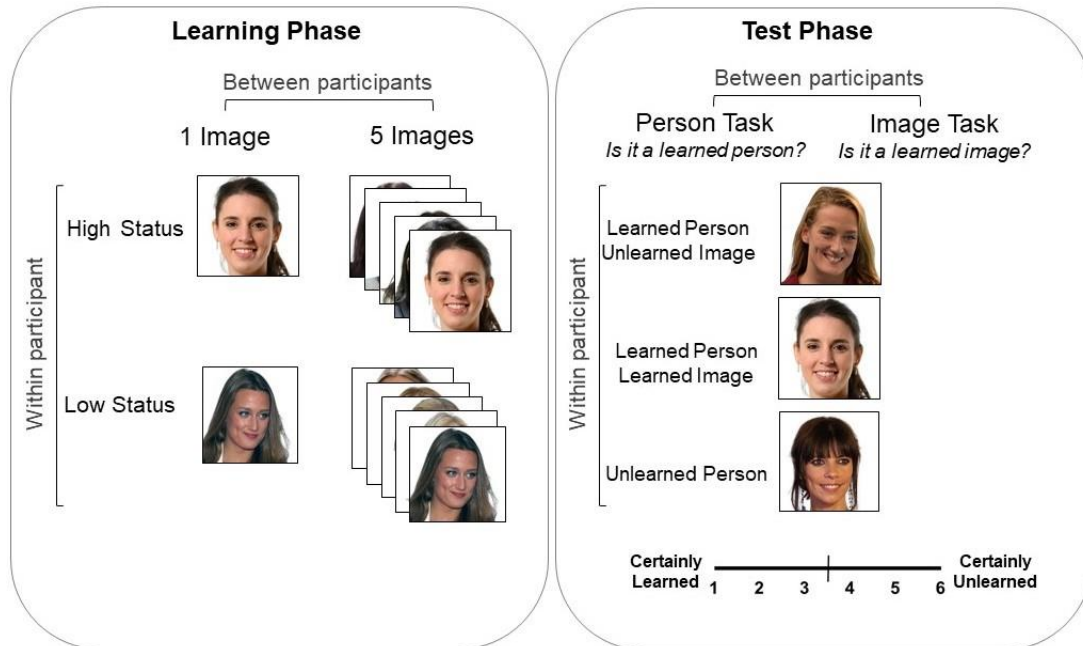 Learning Phase
Between participants
1 Image
5 Images
Within participant
High Status
Low Status
Test Phase
Between participants
Person Task
Is it a learned person?
Image Task
Is it a learned image?
Within participant
Learned Person
Unlearned Image
Learned Person
Learned Image
Unlearned Person
Certainly
Learned
1 2 3 4 5 6
Certainly
Unlearned